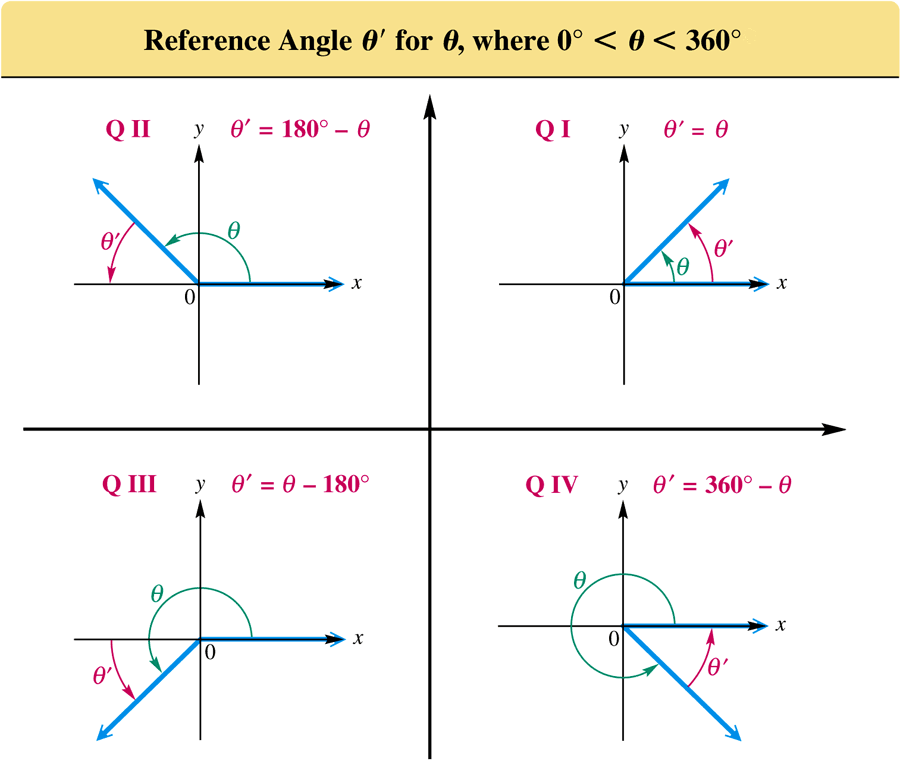 Reference Angle θ′ for θ, where 0° < θ < 360°
Q II y θ′ = 180° – θ
θ′ θ
0 x
Q I y θ′ = θ
θ θ′
0 x
Q III y θ′ = θ – 180°
θ
θ′ 0 x
Q IV y θ′ = 360° – θ
θ
0 x
θ′